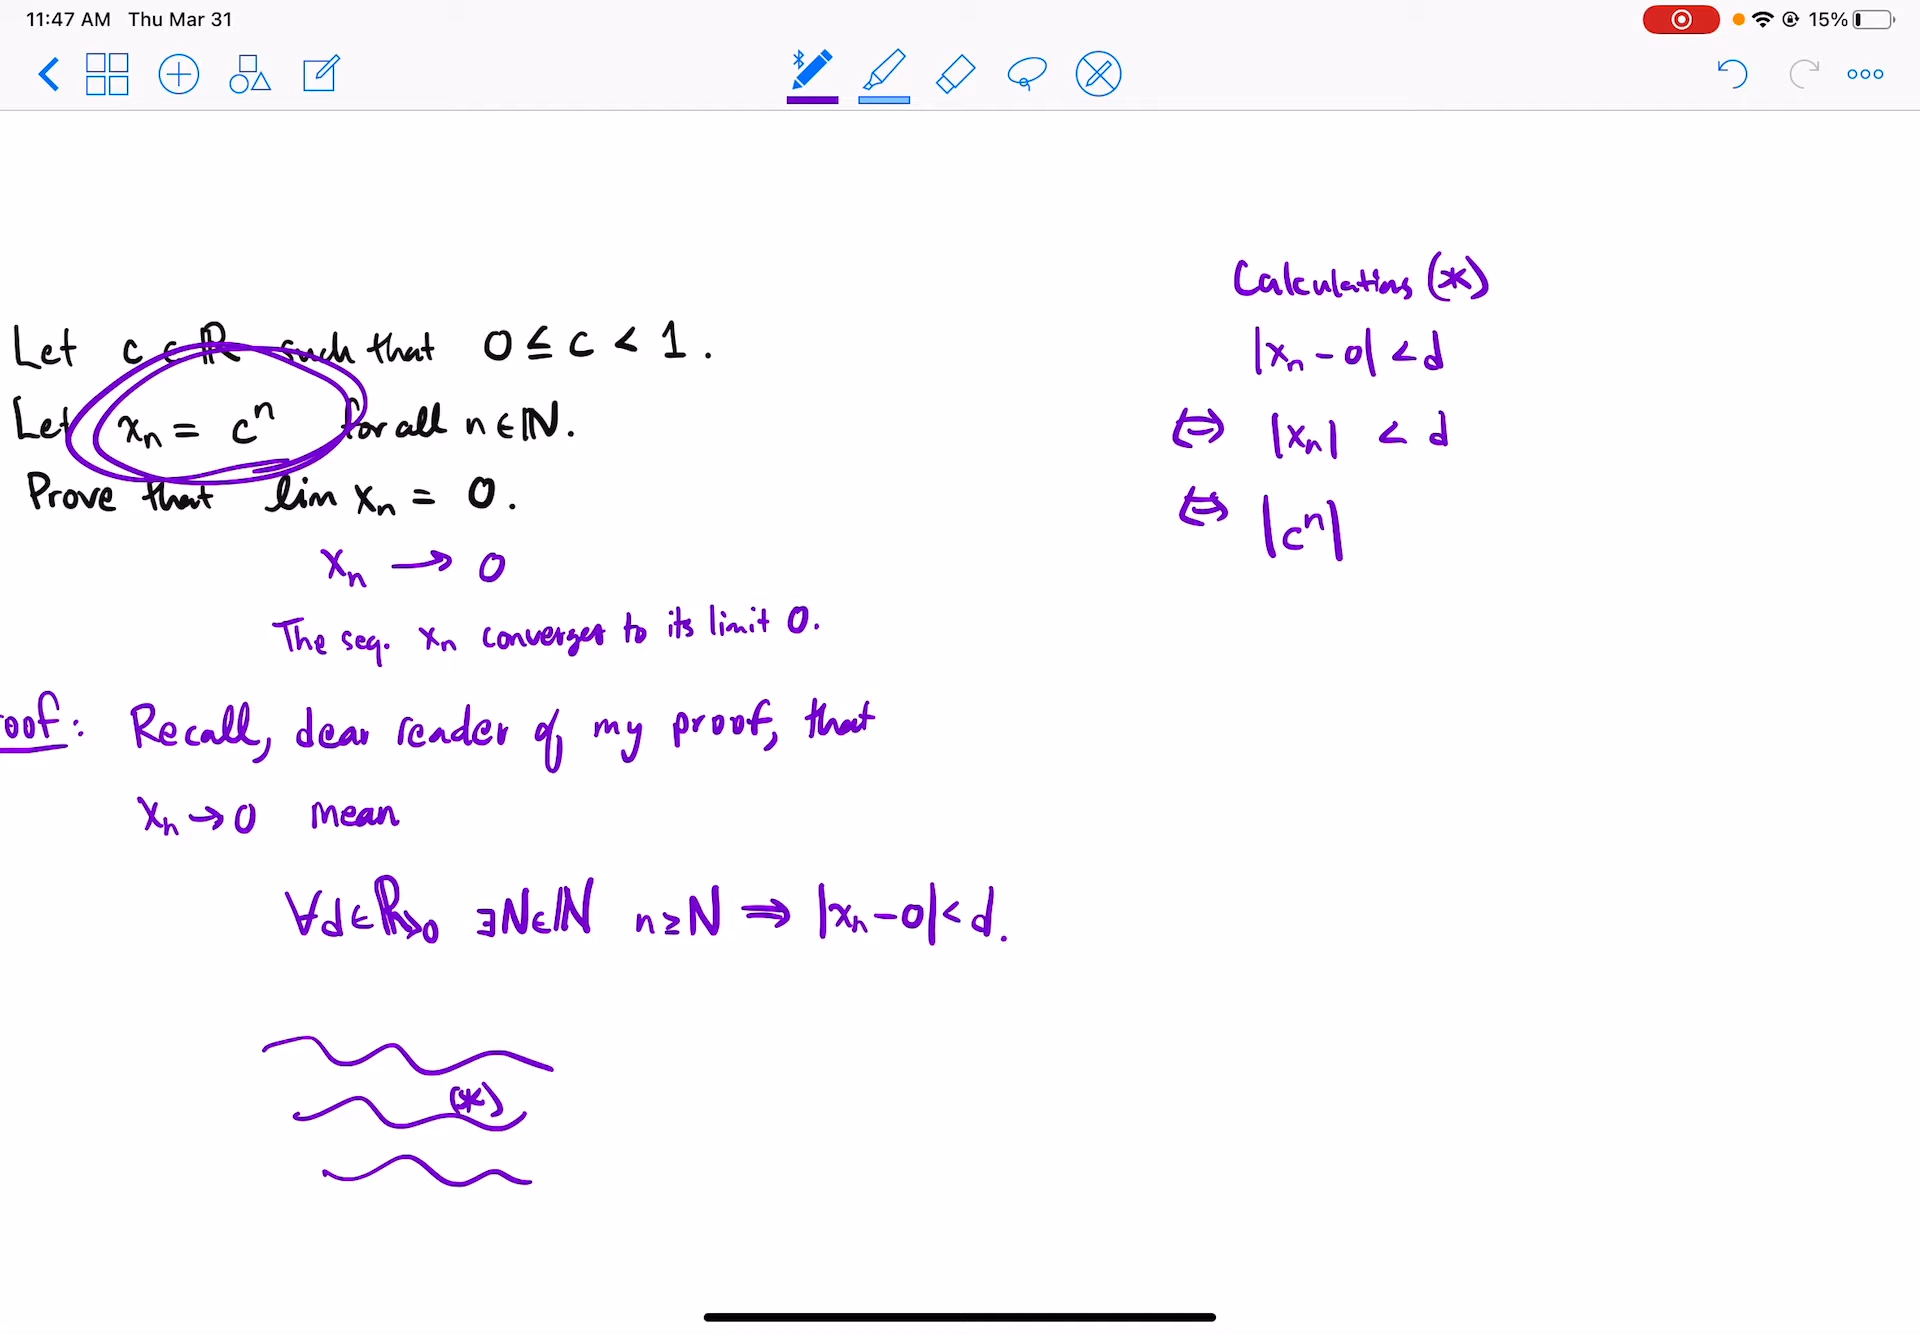 11:47 AM Thu Mar 31
15%
Let c ∈ ℝ such that 0 ≤ c < 1.
Let xₙ = cⁿ for all n ∈ ℕ.
Prove that lim xₙ = 0.
xₙ → 0
The seq. xₙ converges to its limit 0.
oof: Recall, dear reader of my proof, that
xₙ → 0 mean
∀d∈ℝ>0 ∃N∈ℕ n≥N ⟹ |xₙ-0|<d.
(*)
Calculations (*)
|xₙ - 0| < d
⇔ |xₙ| < d
⇔ |cⁿ|